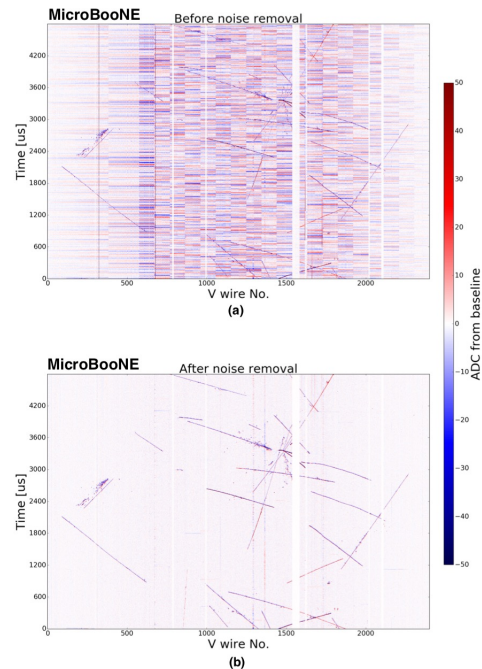 MicroBooNE
Before noise removal
4200
3600
3000
2400
1800
1200
600
0
Time [us]
0 500 1000 1500 2000
V wire No.
(a)
MicroBooNE
After noise removal
4200
3600
3000
2400
1800
1200
600
0
Time [us]
0 500 1000 1500 2000
V wire No.
(b)
50
40
30
20
10
0
−10
−20
−30
−40
−50
ADC from baseline